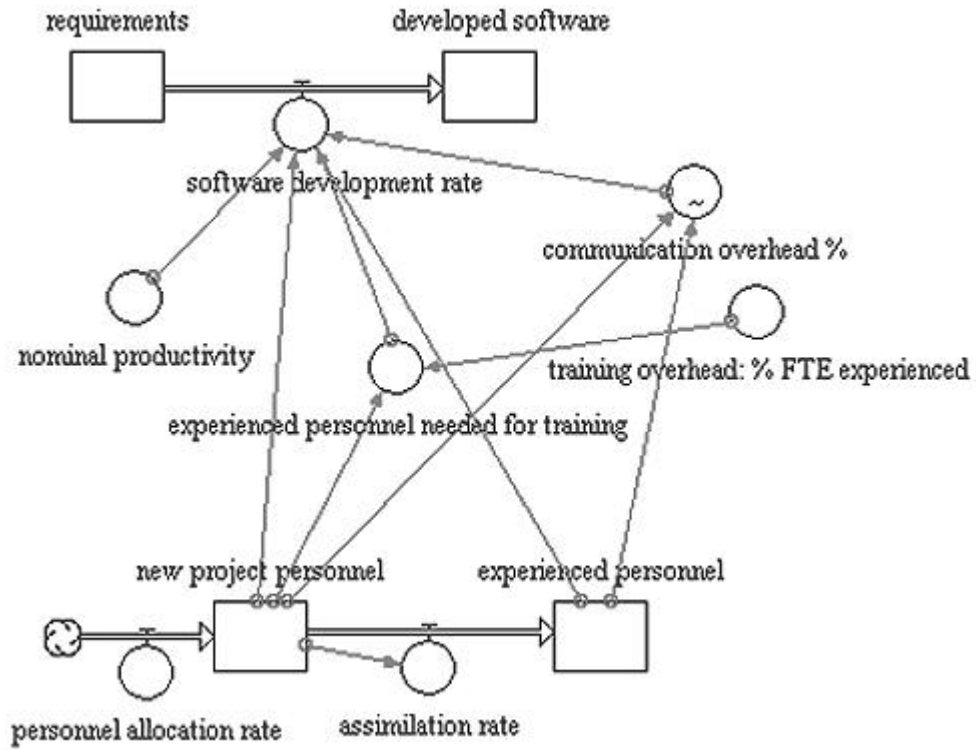 requirements
developed software
software development rate
communication overhead %
nominal productivity
training overhead: % FTE experienced
experienced personnel needed for training
new project personnel
experienced personnel
personnel allocation rate
assimilation rate
~